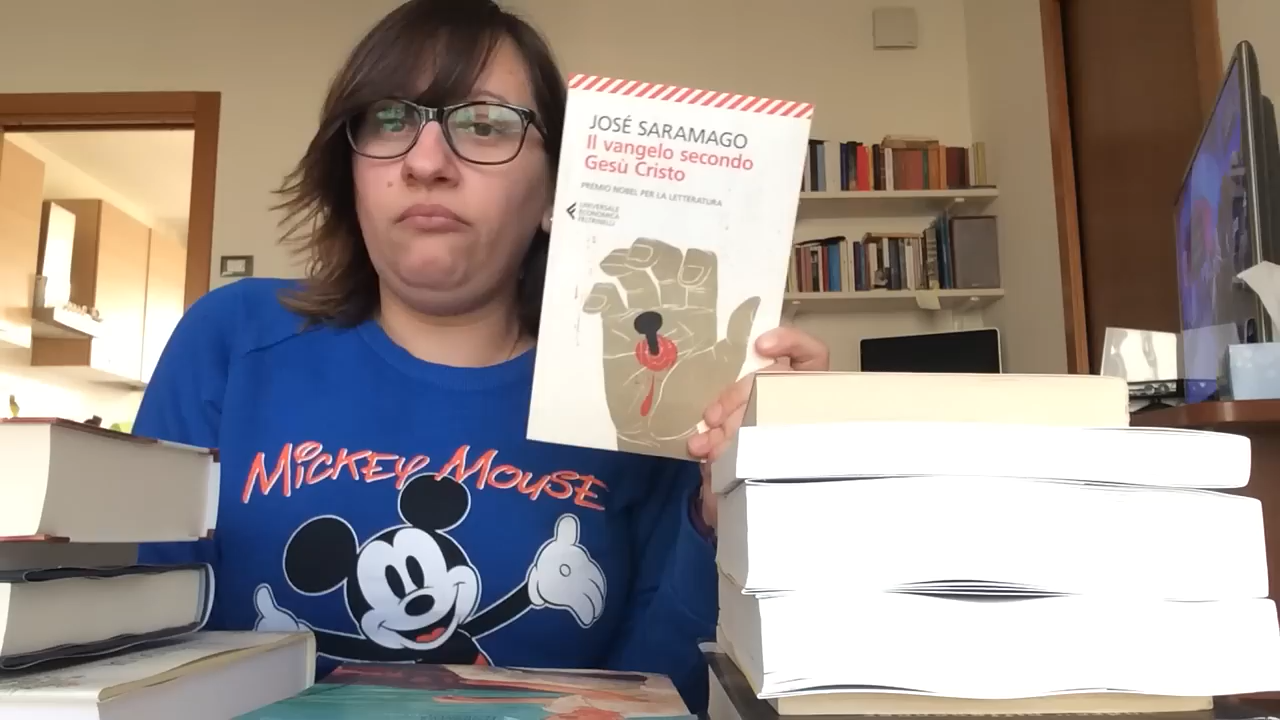 JOSÉ SARAMAGO
Il vangelo secondo
Gesù Cristo
PREMIO NOBEL PER LA LETTERATURA
UNIVERSALE
ECONOMICA
FELTRINELLI
MICKEY MOUSE